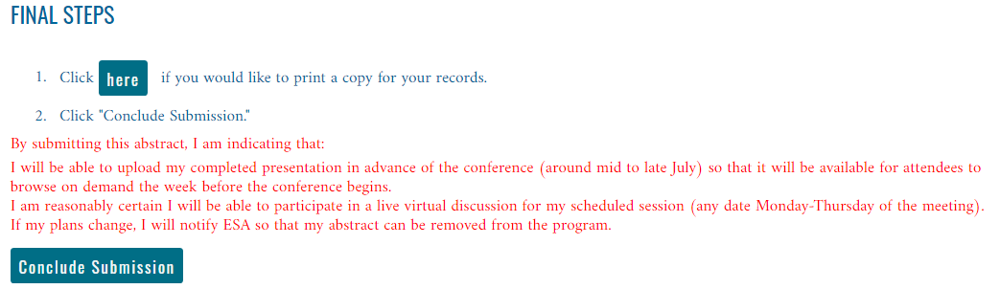 FINAL STEPS
1. Click here if you would like to print a copy for your records.
2. Click "Conclude Submission."
By submitting this abstract, I am indicating that:
I will be able to upload my completed presentation in advance of the conference (around mid to late July) so that it will be available for attendees to
browse on demand the week before the conference begins.
I am reasonably certain I will be able to participate in a live virtual discussion for my scheduled session (any date Monday-Thursday of the meeting).
If my plans change, I will notify ESA so that my abstract can be removed from the program.
Conclude Submission